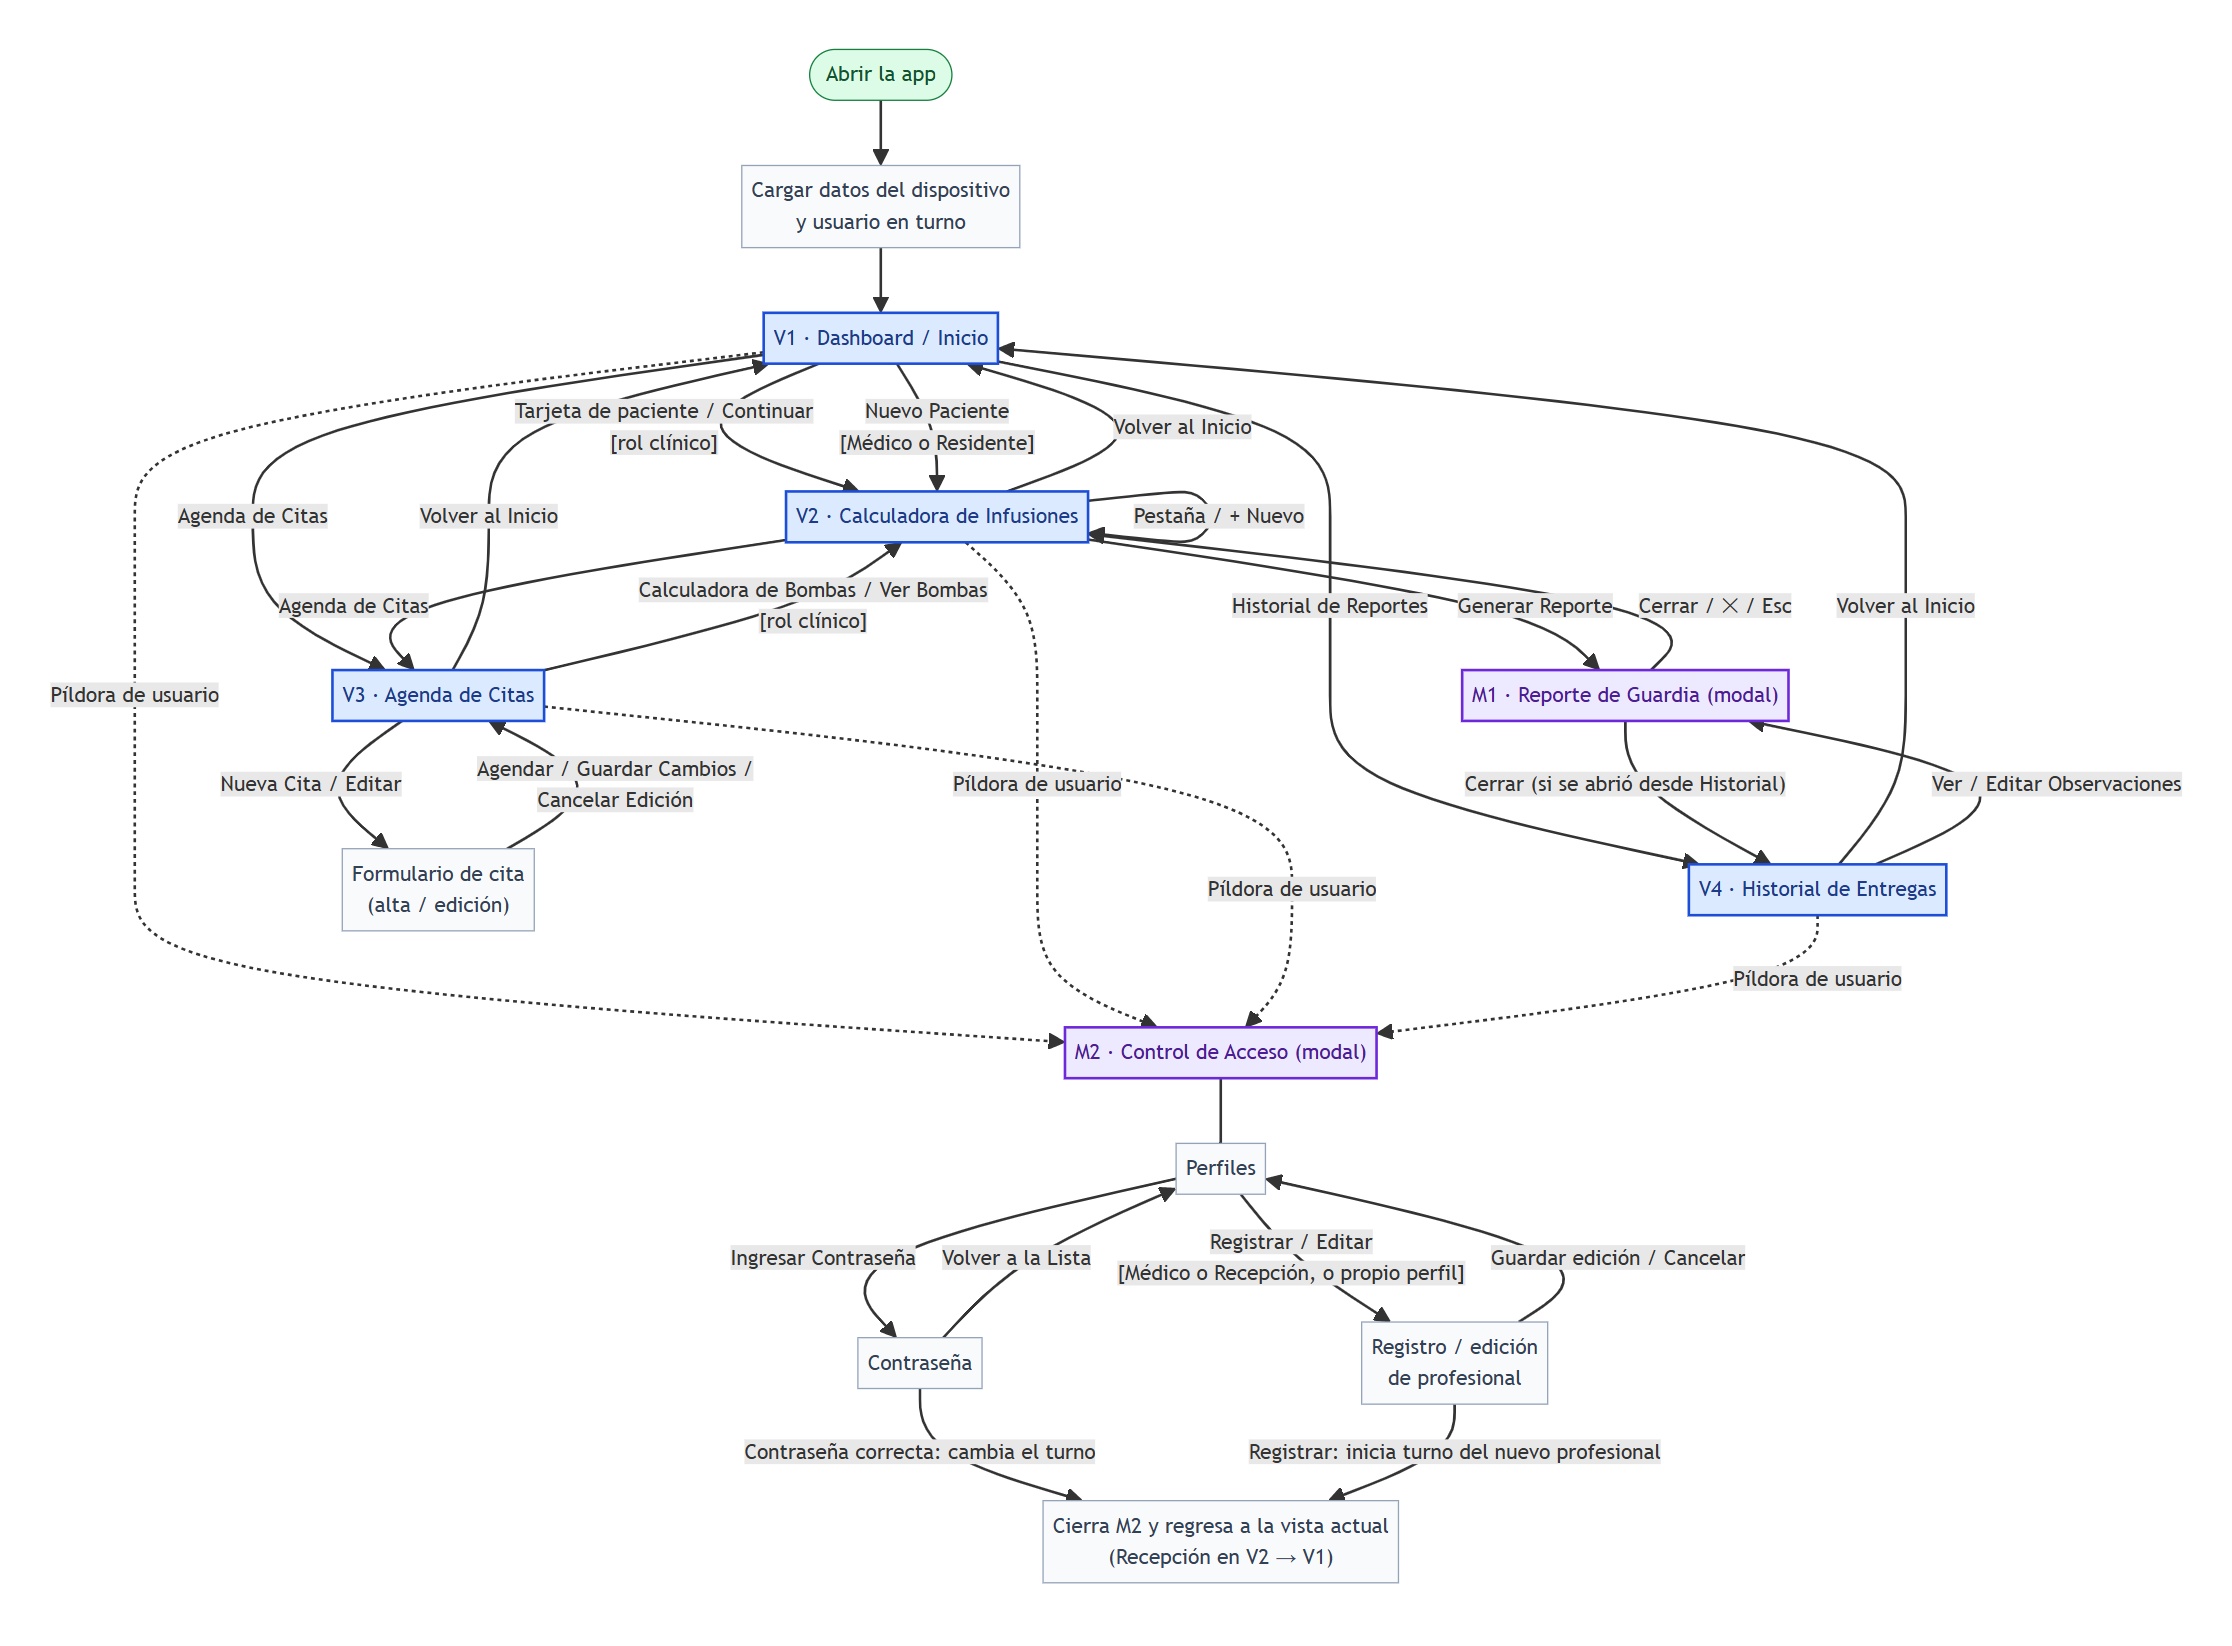 Abrir la app
Cargar datos del dispositivo
y usuario en turno
V1 · Dashboard / Inicio
Tarjeta de paciente / Continuar
[rol clínico]
Nuevo Paciente
[Médico o Residente]
Volver al Inicio
Agenda de Citas
Volver al Inicio
V2 · Calculadora de Infusiones
Pestaña / + Nuevo
Agenda de Citas
Calculadora de Bombas / Ver Bombas
[rol clínico]
Historial de Reportes
Generar Reporte
Cerrar / ✕ / Esc
Volver al Inicio
Píldora de usuario
V3 · Agenda de Citas
M1 · Reporte de Guardia (modal)
Nueva Cita / Editar
Agendar / Guardar Cambios /
Cancelar Edición
Píldora de usuario
Cerrar (si se abrió desde Historial)
Ver / Editar Observaciones
Formulario de cita
(alta / edición)
Píldora de usuario
V4 · Historial de Entregas
Píldora de usuario
M2 · Control de Acceso (modal)
Perfiles
Ingresar Contraseña
Volver a la Lista
Registrar / Editar
[Médico o Recepción, o propio perfil]
Guardar edición / Cancelar
Contraseña
Registro / edición
de profesional
Contraseña correcta: cambia el turno
Registrar: inicia turno del nuevo profesional
Cierra M2 y regresa a la vista actual
(Recepción en V2 → V1)